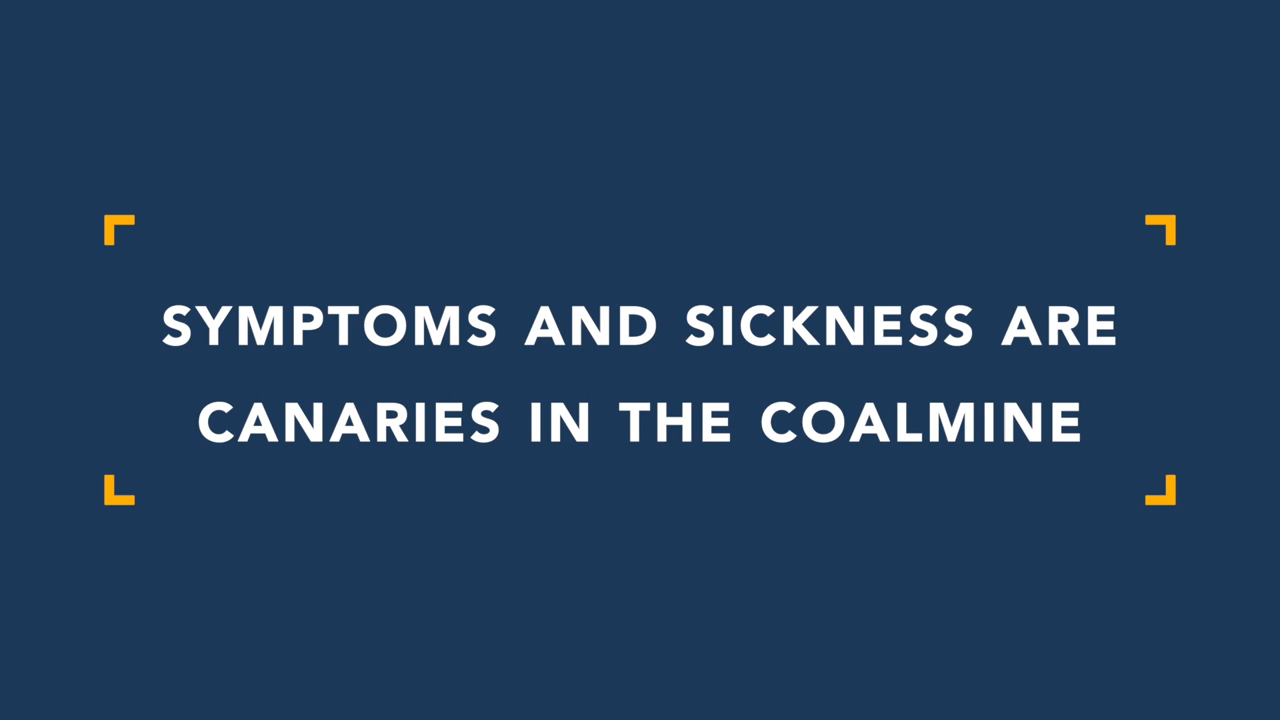 SYMPTOMS AND SICKNESS ARE
CANARIES IN THE COALMINE